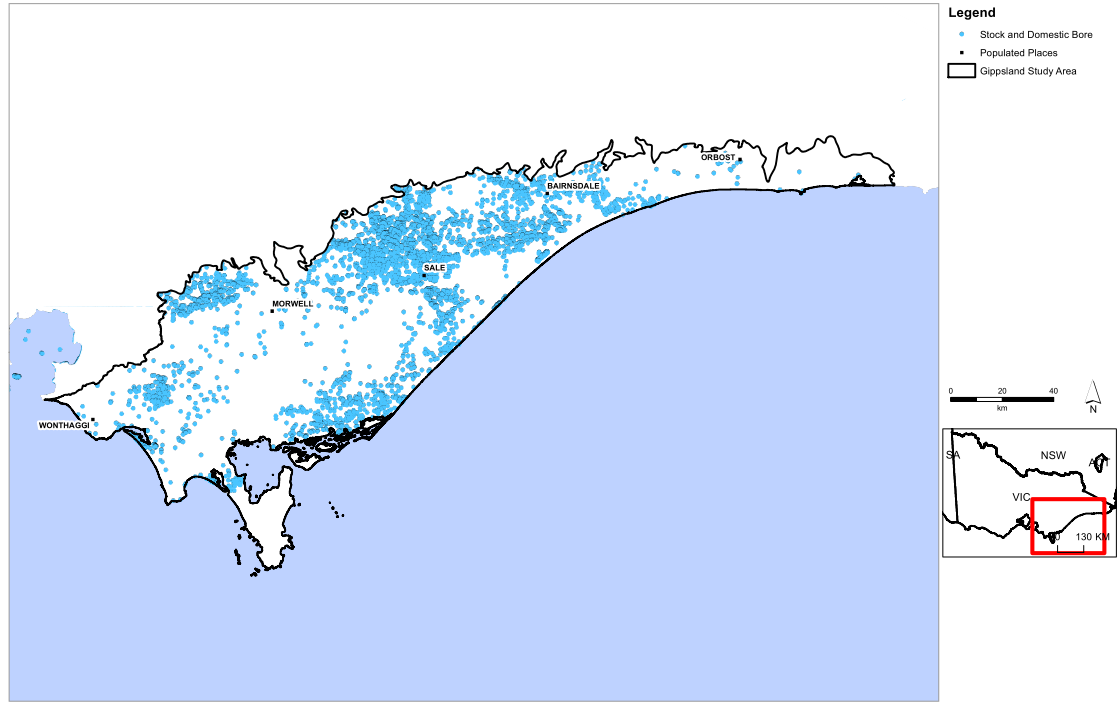 Legend
Stock and Domestic Bore
Populated Places
Gippsland Study Area
ORBOST
BAIRNSDALE
SALE
MORWELL
WONTHAGGI
0 20 40
km
N
SA
NSW
VIC
130 KM